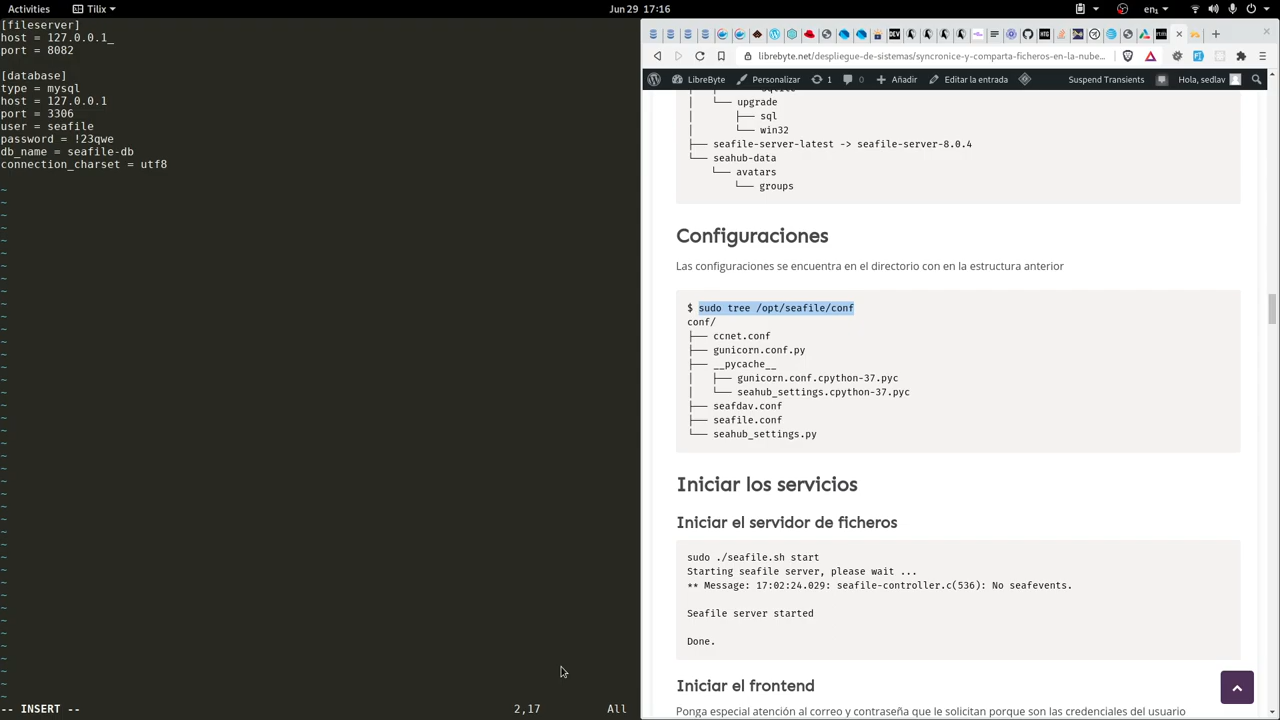 Activities
Tilix
Jun 29 17:16
en₁
[fileserver]
host = 127.0.0.1_
port = 8082
[database]
type = mysql
host = 127.0.0.1
port = 3306
user = seafile
password = !23qwe
db_name = seafile-db
connection_charset = utf8
-- INSERT --
2,17
All
librebyte.net/despliegue-de-sistemas/syncronice-y-comparta-ficheros-en-la-nube...
LibreByte
Personalizar
1
0
Añadir
Editar la entrada
Suspend Transients
Hola, sedlav
│   └── upgrade
│       ├── sql
│       └── win32
├── seafile-server-latest -> seafile-server-8.0.4
└── seahub-data
    └── avatars
        └── groups
Configuraciones
Las configuraciones se encuentra en el directorio con en la estructura anterior
$ sudo tree /opt/seafile/conf
conf/
├── ccnet.conf
├── gunicorn.conf.py
├── __pycache__
│   ├── gunicorn.conf.cpython-37.pyc
│   └── seahub_settings.cpython-37.pyc
├── seafdav.conf
├── seafile.conf
└── seahub_settings.py
Iniciar los servicios
Iniciar el servidor de ficheros
sudo ./seafile.sh start
Starting seafile server, please wait ...
** Message: 17:02:24.029: seafile-controller.c(536): No seafevents.
Seafile server started
Done.
Iniciar el frontend
Ponga especial atención al correo y contraseña que le solicitan porque son las credenciales del usuario